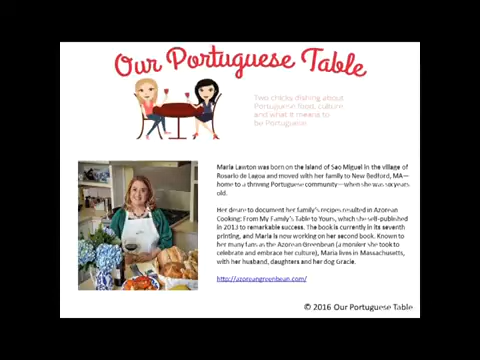 Our Portuguese Table
Two chicks dishing about
Portuguese food, culture
and what it means to
be Portuguese
Maria Lawton was born on the island of Sao Miguel in the village of
Rosario de Lagoa and moved with her family to New Bedford, MA—
home to a thriving Portuguese community—when she was six years
old.
Her desire to document her family's recipes resulted in Azorean
Cooking: From My Family's Table to Yours, which she self-published
in 2013 to remarkable success. The book is currently in its seventh
printing, and Maria is now working on her second book. Known to
her many fans as the Azorean Greenbean (a moniker she took to
celebrate and embrace her culture), Maria lives in Massachusetts,
with her husband, daughters and her dog Gracie.
http://azoreangreenbean.com/
© 2016 Our Portuguese Table